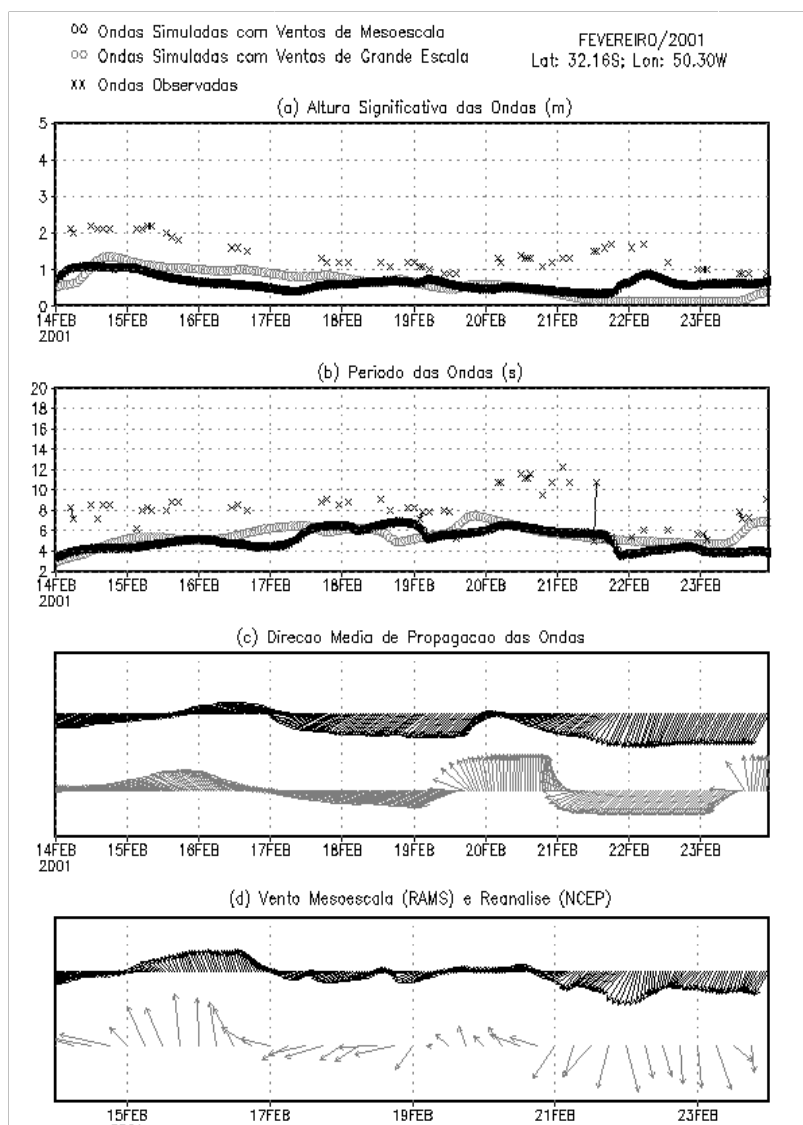 Ondas Simuladas com Ventos de Mesoescala
Ondas Simuladas com Ventos de Grande Escala
×× Ondas Observadas
FEVEREIRO/2001
Lat: 32.16S; Lon: 50.30W
(a) Altura Significativa das Ondas (m)
5
4
3
2
1
0
14FEB 15FEB 16FEB 17FEB 18FEB 19FEB 20FEB 21FEB 22FEB 23FEB
2001
(b) Periodo das Ondas (s)
20
18
16
14
12
10
8
6
4
2
14FEB 15FEB 16FEB 17FEB 18FEB 19FEB 20FEB 21FEB 22FEB 23FEB
2001
(c) Direcao Media de Propagacao das Ondas
14FEB 15FEB 16FEB 17FEB 18FEB 19FEB 20FEB 21FEB 22FEB 23FEB
2001
(d) Vento Mesoescala (RAMS) e Reanalise (NCEP)
15FEB 17FEB 19FEB 21FEB 23FEB